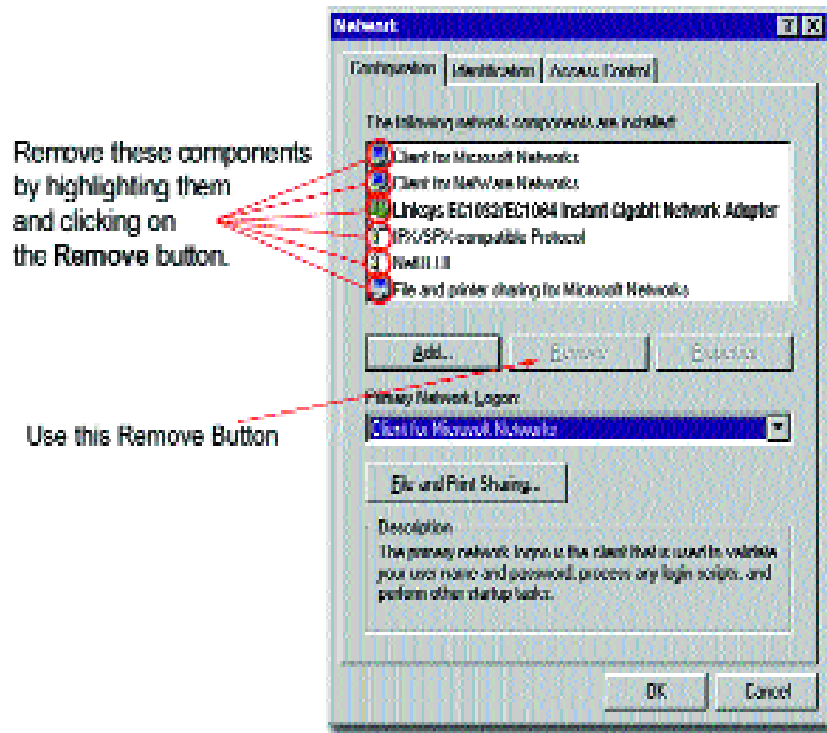 Network
Configuration Identification Access Control
The following network components are installed:
Remove these components
by highlighting them
and clicking on
the Remove button.
Client for Microsoft Networks
Client for NetWare Networks
Linksys EG1032/EG1064 Instant Gigabit Network Adapter
IPX/SPX-compatible Protocol
File and printer sharing for Microsoft Networks
Add... Remove Properties
Primary Network Logon:
Use this Remove Button
Client for Microsoft Networks
File and Print Sharing...
Description
The primary network logon is the client that is used to validate
your user name and password, process any login scripts, and
perform other startup tasks.
OK Cancel